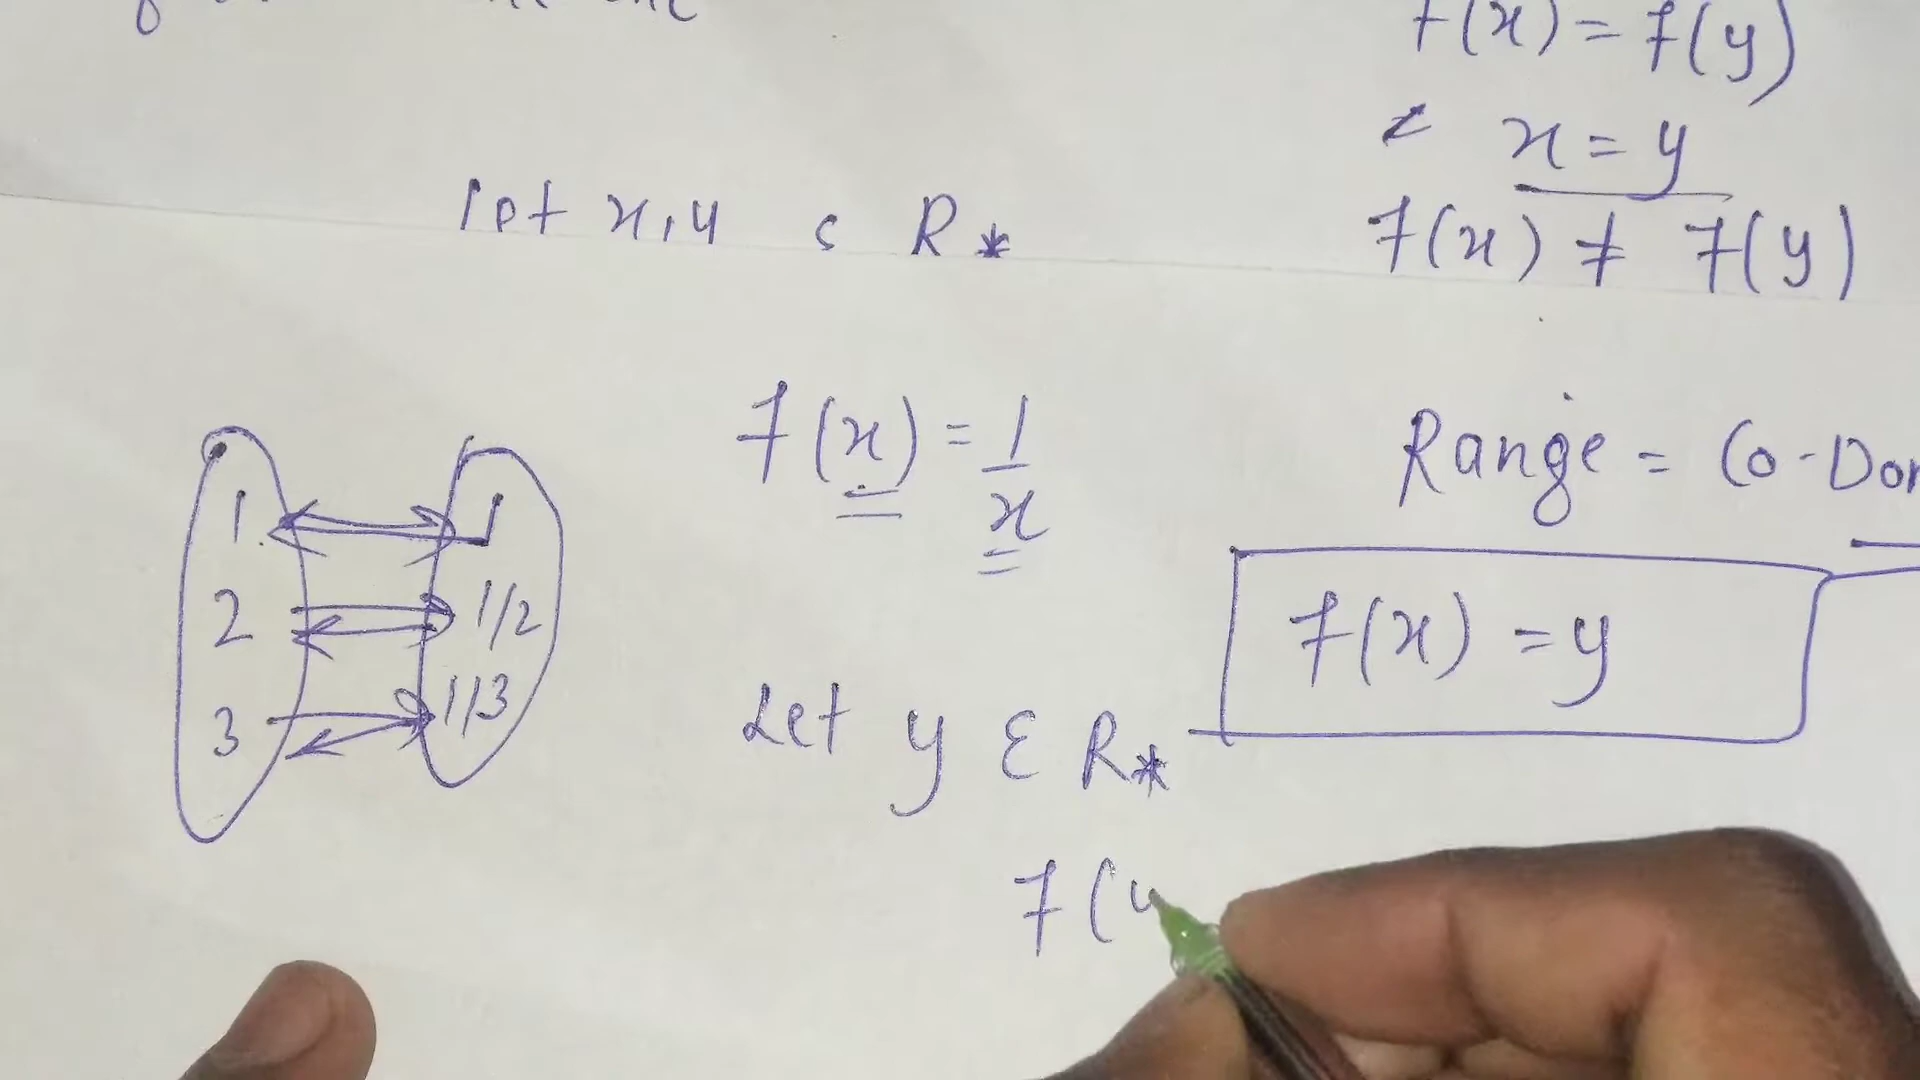 F(x) = F(y)
x = y
Let x, y ε R*
F(x) ≠ F(y)
F(x) = 1/x
Range = Co-Dom
1 1
2 1/2
3 1/3
F(x) = y
Let y ε R*
F(y